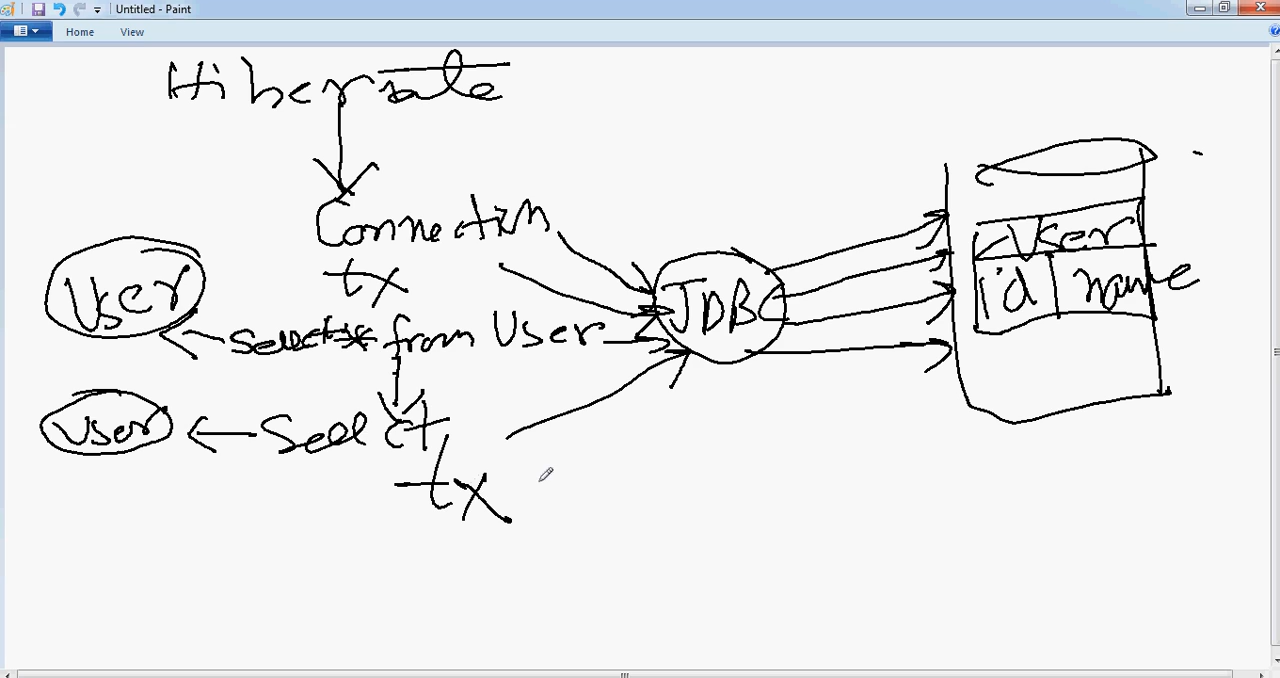 Untitled - Paint
Home View
Hibernate
Connection
tx
User
Select * from User
User
Select
tx
JDBC
User
id name